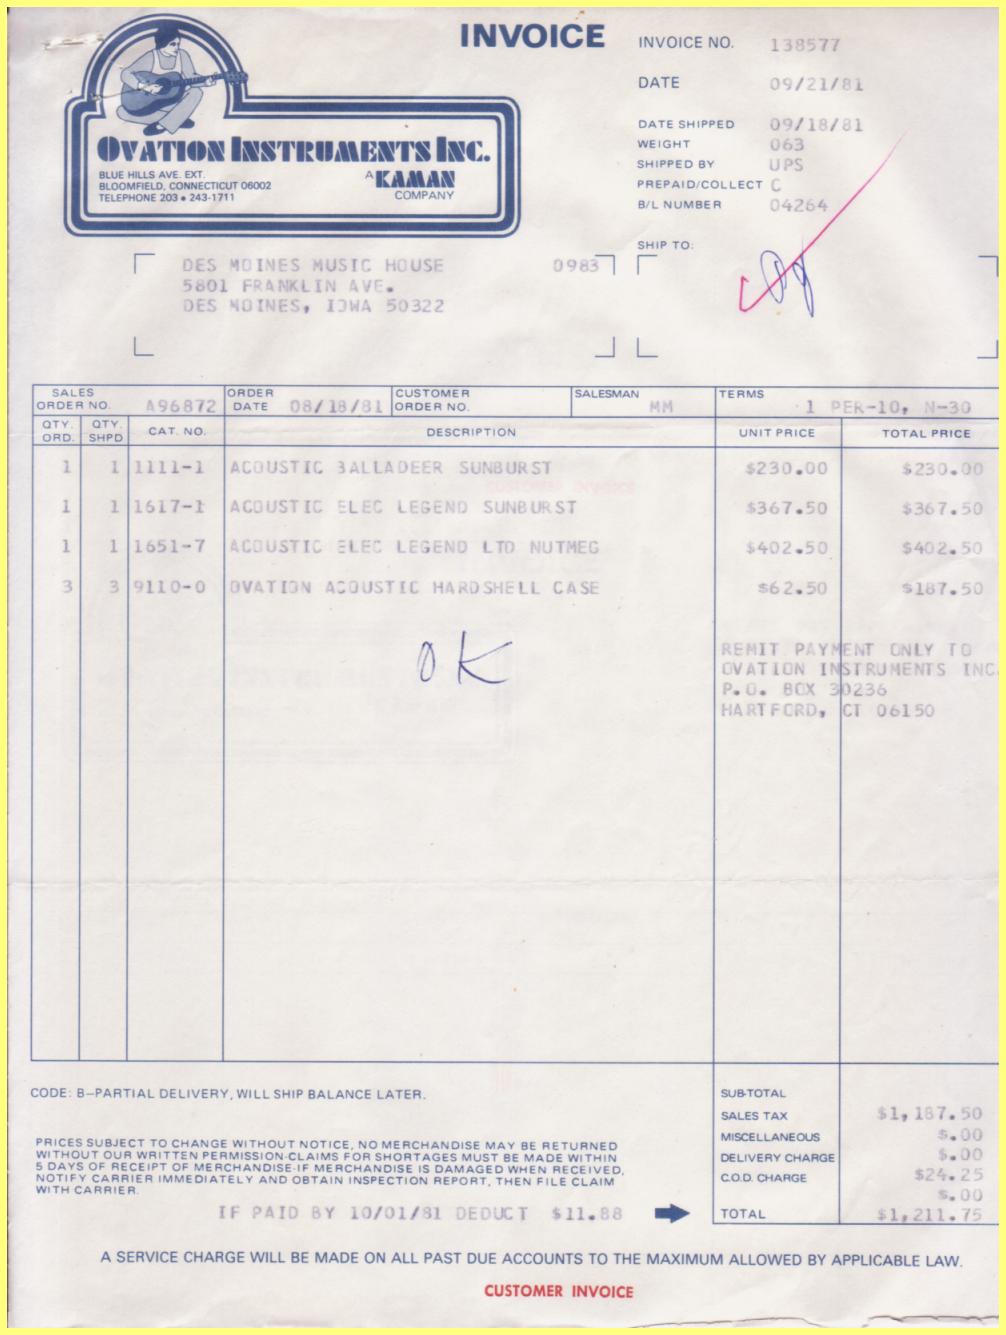 INVOICE
INVOICE NO. 138577
DATE 09/21/81
DATE SHIPPED 09/18/81
WEIGHT 063
SHIPPED BY UPS
PREPAID/COLLECT C
B/L NUMBER 04264
OVATION INSTRUMENTS INC.
BLUE HILLS AVE. EXT.
BLOOMFIELD, CONNECTICUT 06002
TELEPHONE 203 • 243-1711
A KAMAN
COMPANY
SHIP TO:
DES MOINES MUSIC HOUSE 0983
5801 FRANKLIN AVE.
DES MOINES, IOWA 50322
SALES ORDER NO. A96872 ORDER DATE 08/18/81 CUSTOMER ORDER NO. SALESMAN MM TERMS 1 PER-10, N-30
QTY. ORD. QTY. SHPD CAT. NO. DESCRIPTION UNIT PRICE TOTAL PRICE
1 1 1111-1 ACOUSTIC BALLADEER SUNBURST $230.00 $230.00
1 1 1617-1 ACOUSTIC ELEC LEGEND SUNBURST $367.50 $367.50
1 1 1651-7 ACOUSTIC ELEC LEGEND LTD NUTMEG $402.50 $402.50
3 3 9110-0 OVATION ACOUSTIC HARDSHELL CASE $62.50 $187.50
OK
REMIT PAYMENT ONLY TO
OVATION INSTRUMENTS INC.
P.O. BOX 30236
HARTFORD, CT 06150
CODE: B–PARTIAL DELIVERY, WILL SHIP BALANCE LATER.
PRICES SUBJECT TO CHANGE WITHOUT NOTICE, NO MERCHANDISE MAY BE RETURNED
WITHOUT OUR WRITTEN PERMISSION-CLAIMS FOR SHORTAGES MUST BE MADE WITHIN
5 DAYS OF RECEIPT OF MERCHANDISE-IF MERCHANDISE IS DAMAGED WHEN RECEIVED,
NOTIFY CARRIER IMMEDIATELY AND OBTAIN INSPECTION REPORT, THEN FILE CLAIM
WITH CARRIER.
SUB-TOTAL $1,187.50
SALES TAX $.00
MISCELLANEOUS $.00
DELIVERY CHARGE $24.25
C.O.D. CHARGE $.00
IF PAID BY 10/01/81 DEDUCT $11.88
TOTAL $1,211.75
A SERVICE CHARGE WILL BE MADE ON ALL PAST DUE ACCOUNTS TO THE MAXIMUM ALLOWED BY APPLICABLE LAW.
CUSTOMER INVOICE